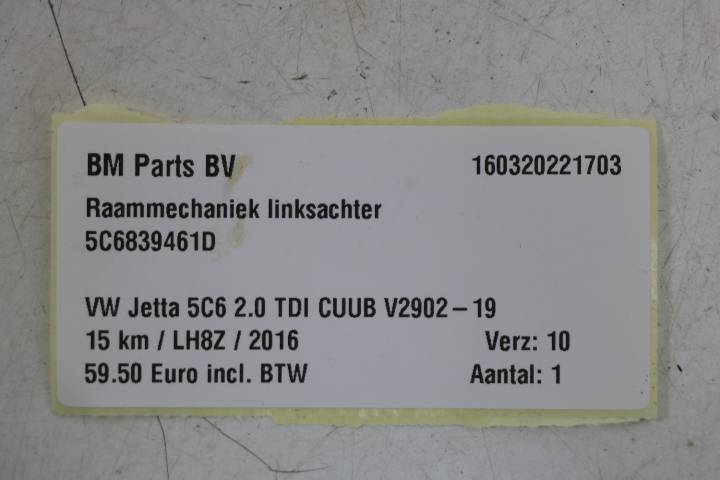 BM Parts BV 160320221703
Raammechaniek linksachter
5C6839461D
VW Jetta 5C6 2.0 TDI CUUB V2902-19
15 km / LH8Z / 2016 Verz: 10
59.50 Euro incl. BTW Aantal: 1